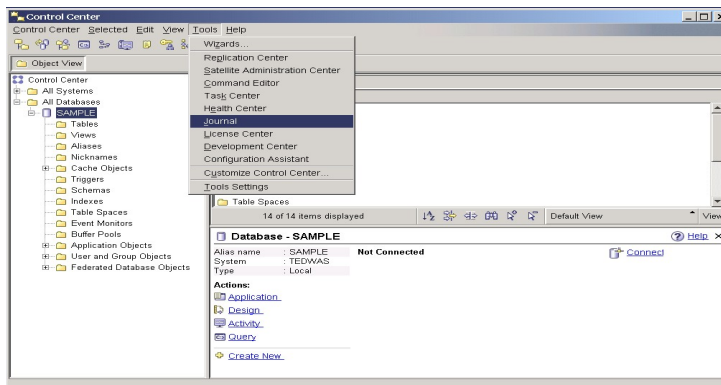 Control Center
Control Center Selected Edit View Tools Help
Object View
Control Center
All Systems
All Databases
SAMPLE
Tables
Views
Aliases
Nicknames
Cache Objects
Triggers
Schemas
Indexes
Table Spaces
Event Monitors
Buffer Pools
Application Objects
User and Group Objects
Federated Database Objects
Wizards...
Replication Center
Satellite Administration Center
Command Editor
Task Center
Health Center
Journal
License Center
Development Center
Configuration Assistant
Customize Control Center...
Tools Settings
Table Spaces
14 of 14 items displayed Default View View
Database - SAMPLE Help
Alias name : SAMPLE Not Connected Connect
System : TEDWAS
Type : Local
Actions:
Application
Design
Activity
Query
Create New